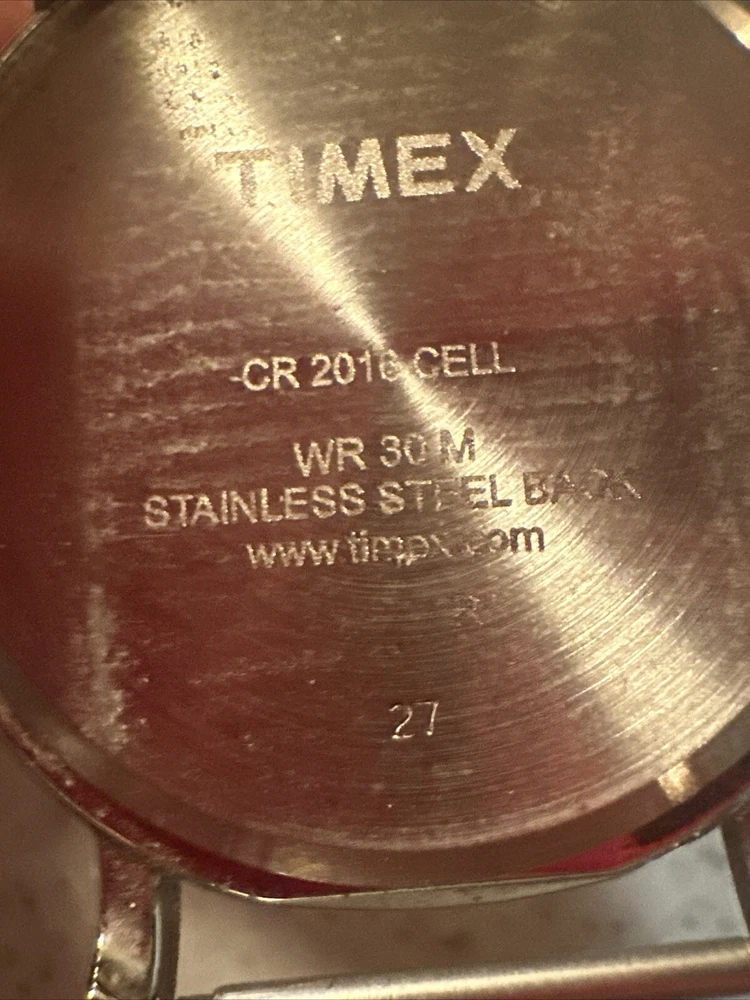 TIMEX
CR 2016 CELL
WR 30 M
STAINLESS STEEL BACK
www.timex.com
27